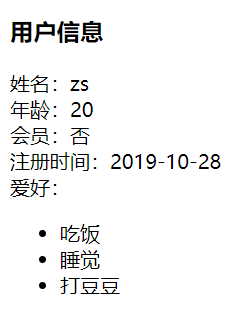 用户信息
姓名：zs
年龄：20
会员：否
注册时间：2019-10-28
爱好：
吃饭
睡觉
打豆豆